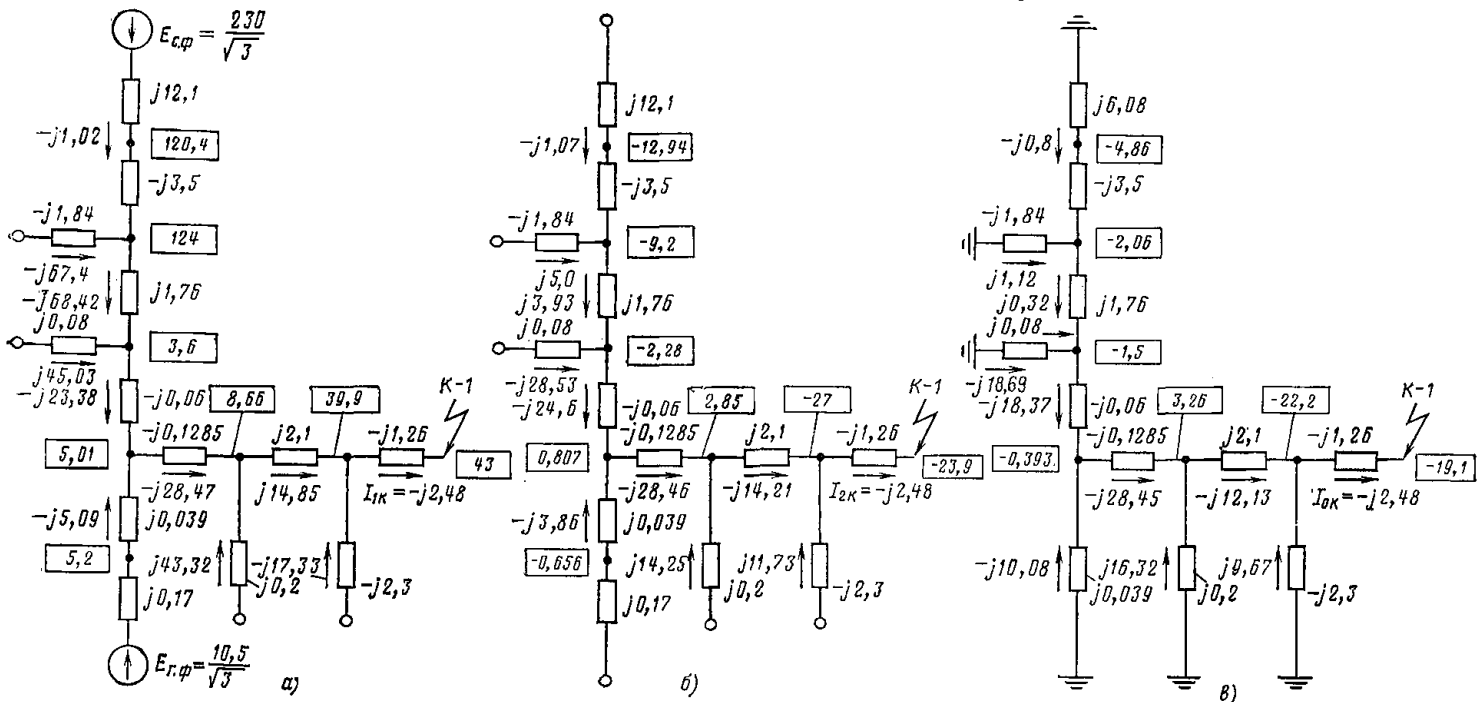 E с.ф = 230 / √3
j12,1
-j1,02
120,4
-j3,5
-j1,84
124
-j67,4
-j68,42
j1,76
j0,08
3,6
j45,03
-j23,38
-j0,06
8,66
39,9
К-1
-j0,1285
j2,1
-j1,26
5,01
43
-j28,47
j14,85
I1к=-j2,48
-j5,09
j0,039
5,2
j43,32
-j17,33
j0,2
-j2,3
j0,17
E г.ф = 10,5 / √3
а)
j12,1
-j1,07
-12,94
-j3,5
-j1,84
-9,2
j5,0
j3,93
j1,76
j0,08
-2,28
-j28,53
-j24,6
-j0,06
2,85
-27
К-1
-j0,1285
j2,1
-j1,26
0,807
-23,9
-j28,46
-j14,21
I2к=-j2,48
-j3,86
j0,039
-0,656
j14,25
j11,73
j0,2
-j2,3
j0,17
б)
j6,08
-j0,8
-4,86
-j3,5
-j1,84
-2,06
j1,12
j0,32
j1,76
j0,08
-1,5
-j18,69
-j18,37
-j0,06
3,26
-22,2
К-1
-j0,1285
j2,1
-j1,26
-0,393
-19,1
-j28,45
-j12,13
I0к=-j2,48
-j10,08
j16,32
j9,67
j0,039
j0,2
-j2,3
в)